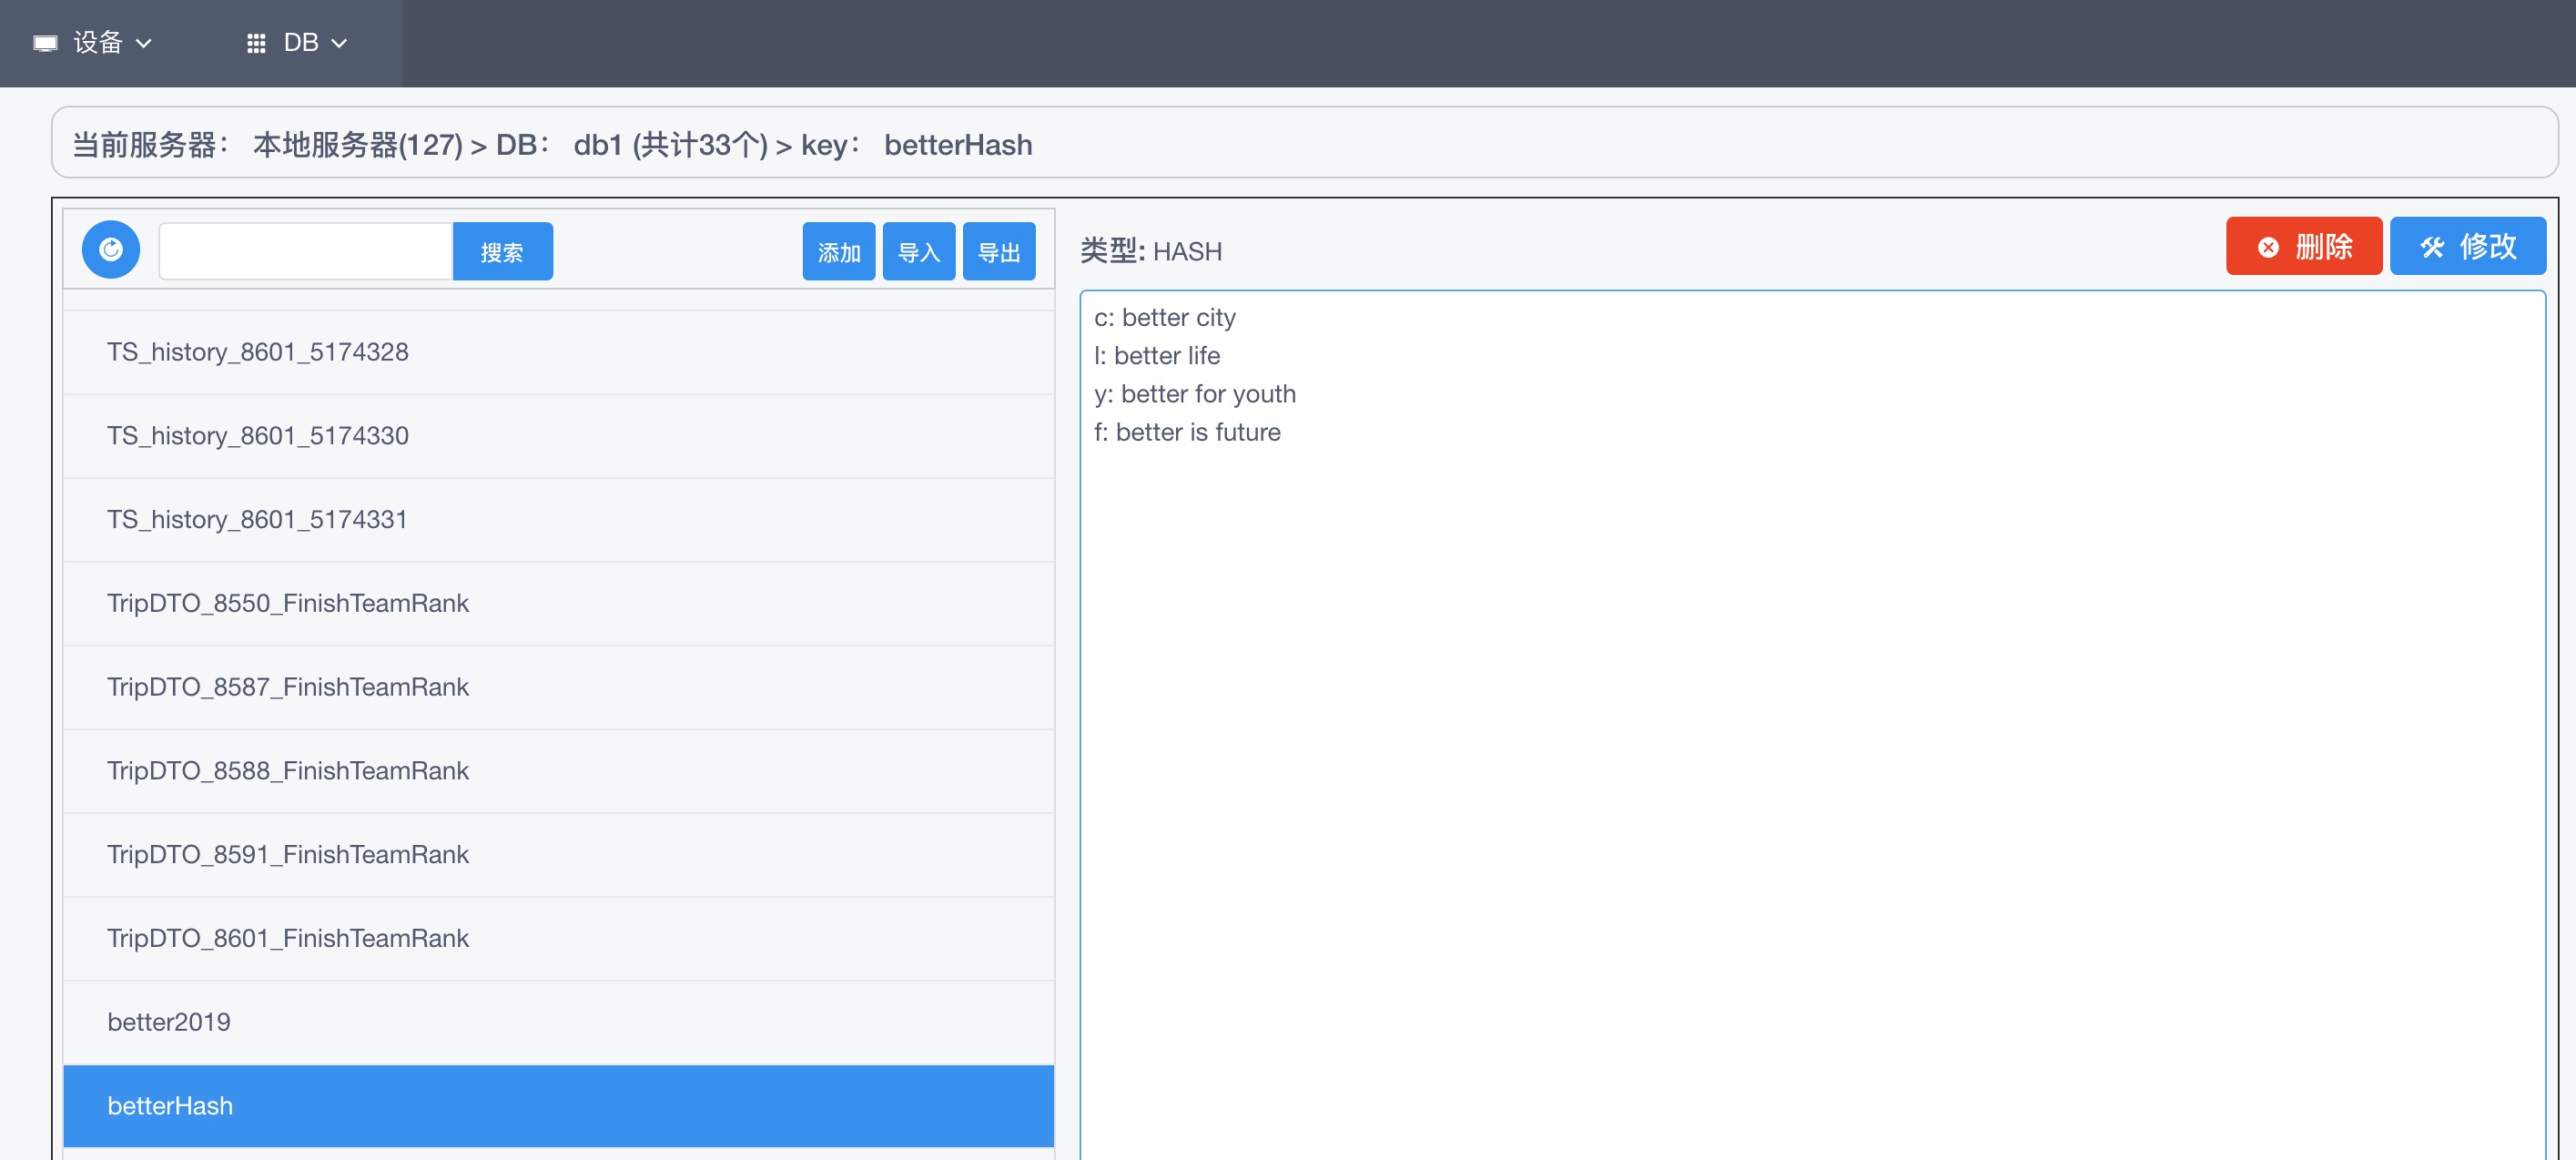 设备 DB
当前服务器： 本地服务器(127) > DB： db1 (共计33个) > key： betterHash
搜索 添加 导入 导出
类型: HASH 删除 修改
TS_history_8601_5174328
TS_history_8601_5174330
TS_history_8601_5174331
TripDTO_8550_FinishTeamRank
TripDTO_8587_FinishTeamRank
TripDTO_8588_FinishTeamRank
TripDTO_8591_FinishTeamRank
TripDTO_8601_FinishTeamRank
better2019
betterHash
c: better city
l: better life
y: better for youth
f: better is future